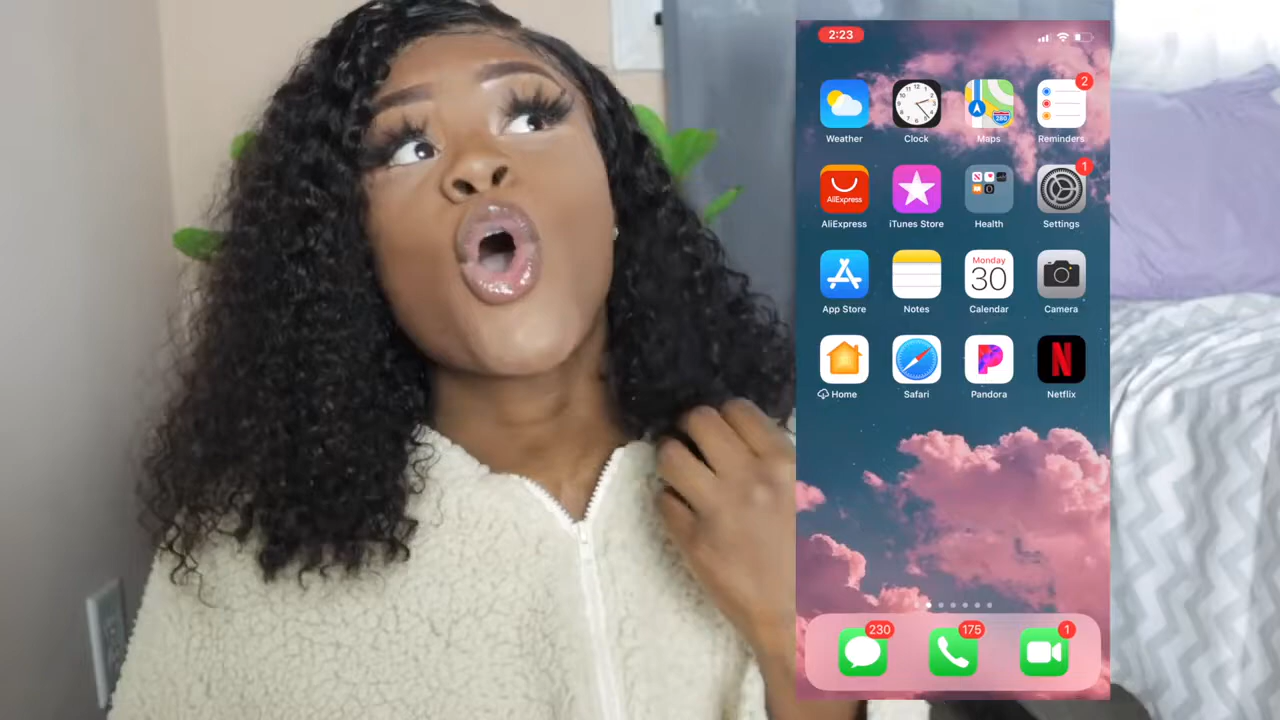 2:23
2
Weather Clock Maps Reminders
AliExpress
1
AliExpress iTunes Store Health Settings
Monday
30
App Store Notes Calendar Camera
Home Safari Pandora Netflix
230 175 1